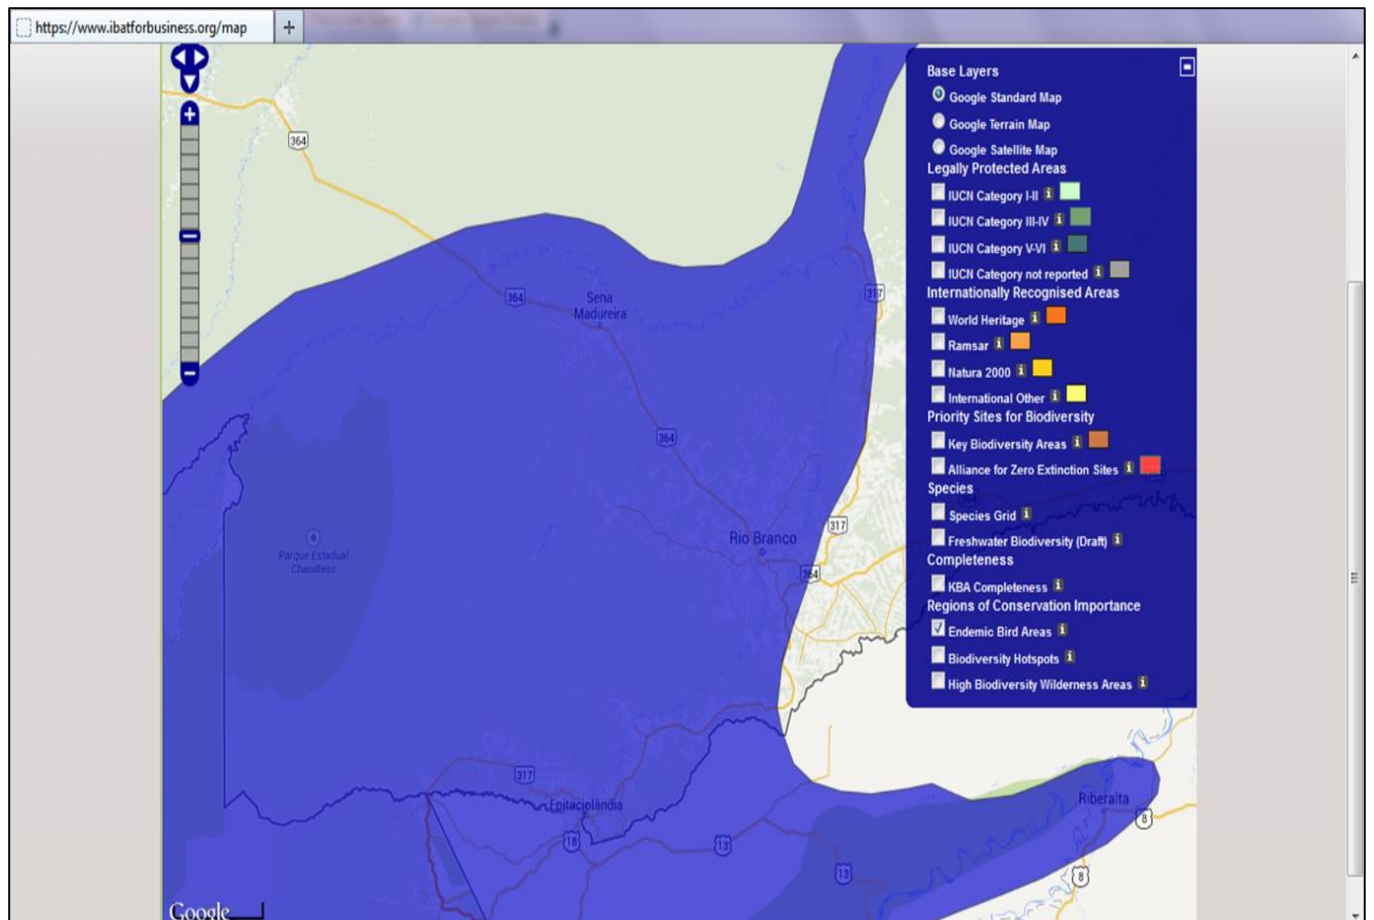 https://www.ibatforbusiness.org/map
+
Base Layers
Google Standard Map
Google Terrain Map
Google Satellite Map
Legally Protected Areas
IUCN Category I-II i
IUCN Category III-IV i
IUCN Category V-VI i
IUCN Category not reported i
Internationally Recognised Areas
World Heritage i
Ramsar i
Natura 2000 i
International Other i
Priority Sites for Biodiversity
Key Biodiversity Areas i
Alliance for Zero Extinction Sites i
Species
Species Grid i
Freshwater Biodiversity (Draft) i
Completeness
KBA Completeness i
Regions of Conservation Importance
Endemic Bird Areas i
Biodiversity Hotspots i
High Biodiversity Wilderness Areas i
364
364
Sena
Madureira
317
364
317
Rio Branco
364
Parque Estadual
Chandless
317
Epitaciolândia
18
13
13
Riberalta
8
8
Google